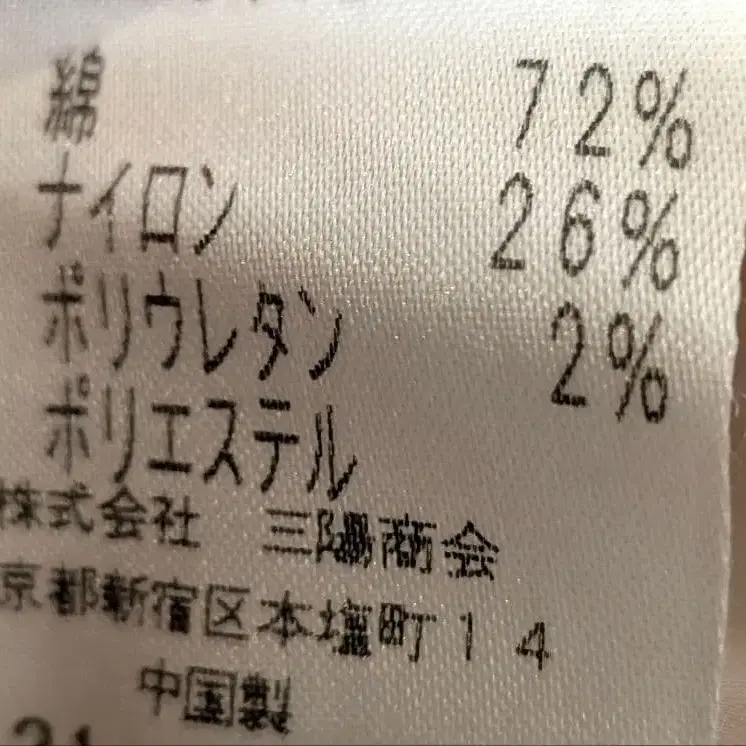 綿 72%
ナイロン 26%
ポリウレタン 2%
ポリエステル
株式会社 三陽商会
京都新宿区本塩町14
中国製
21